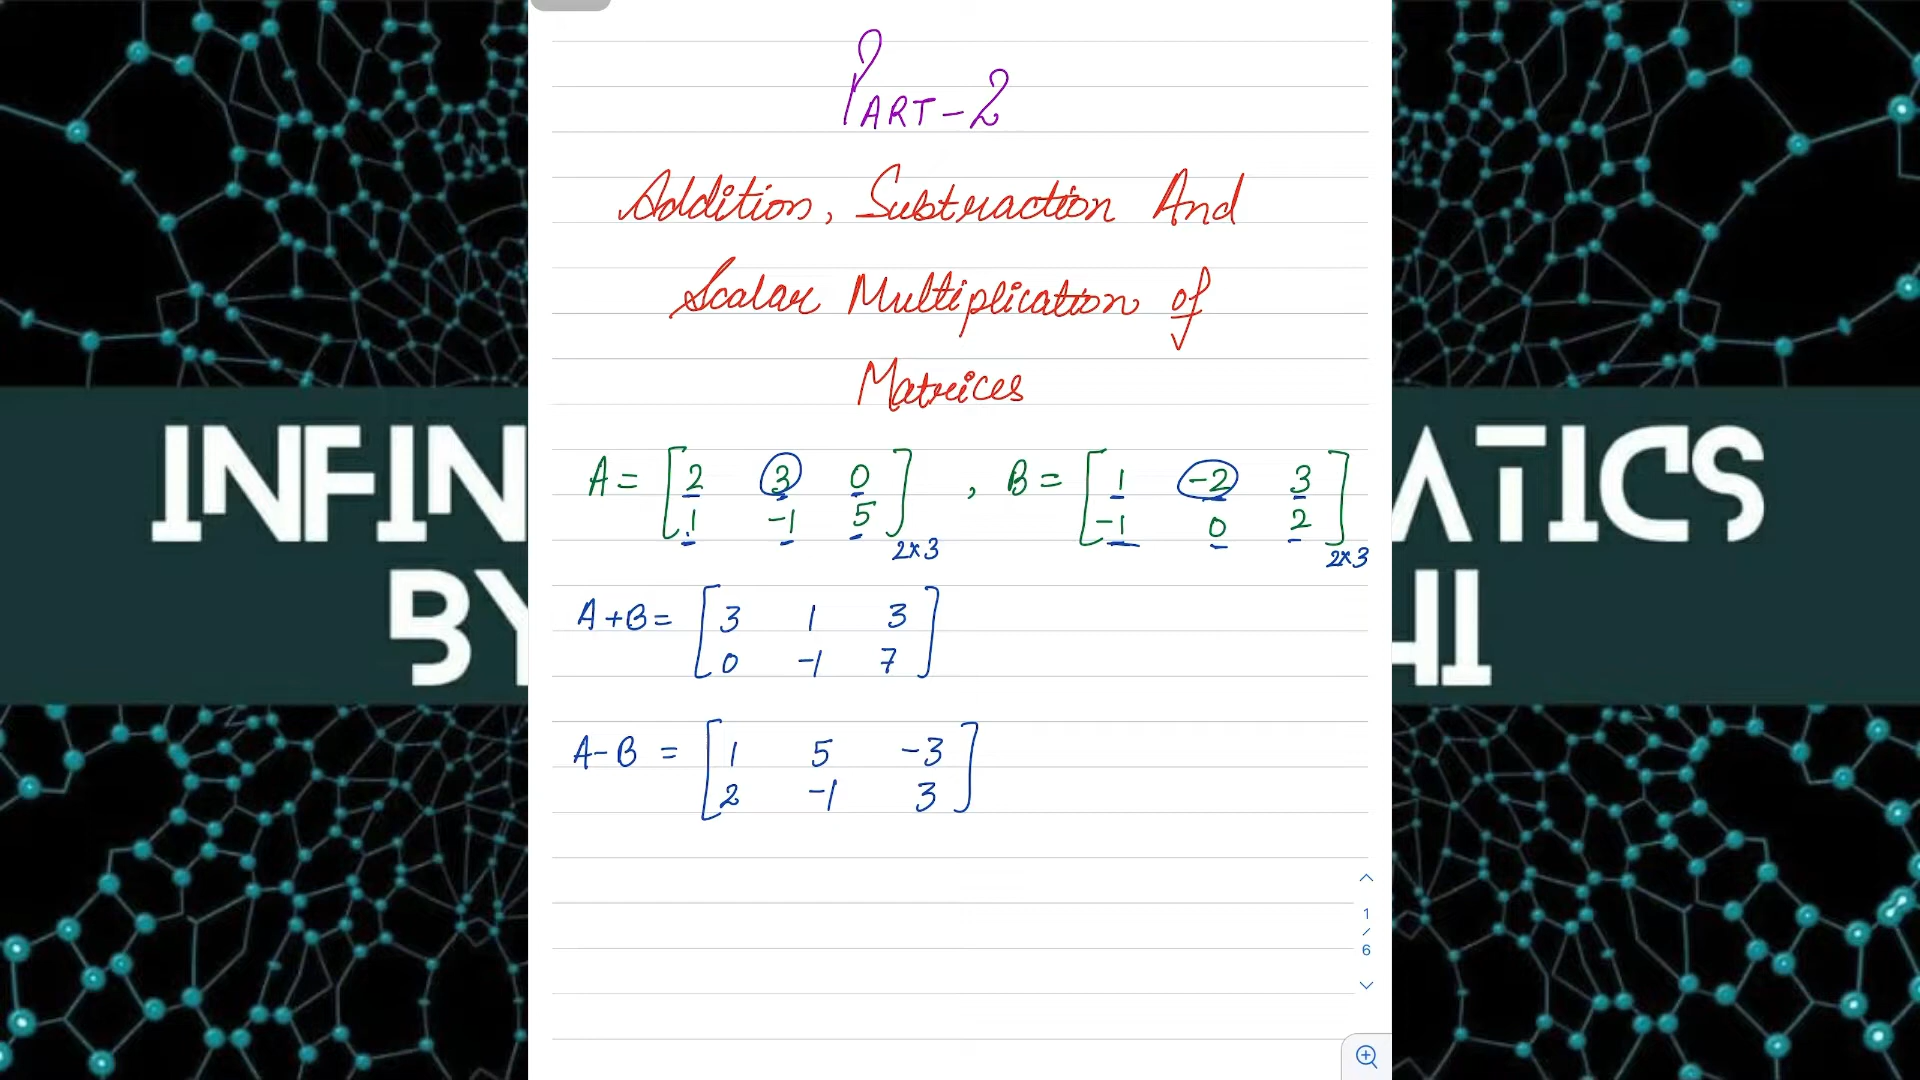 PART-2
Addition, Subtraction And
Scalar Multiplication of
Matrices
A = [2 3 0 , B = [1 -2 3
1 -1 5]2×3 -1 0 2]2×3
A+B = [3 1 3
0 -1 7]
A-B = [1 5 -3
2 -1 3]
INFIN ATICS
BY HI
1
/
6